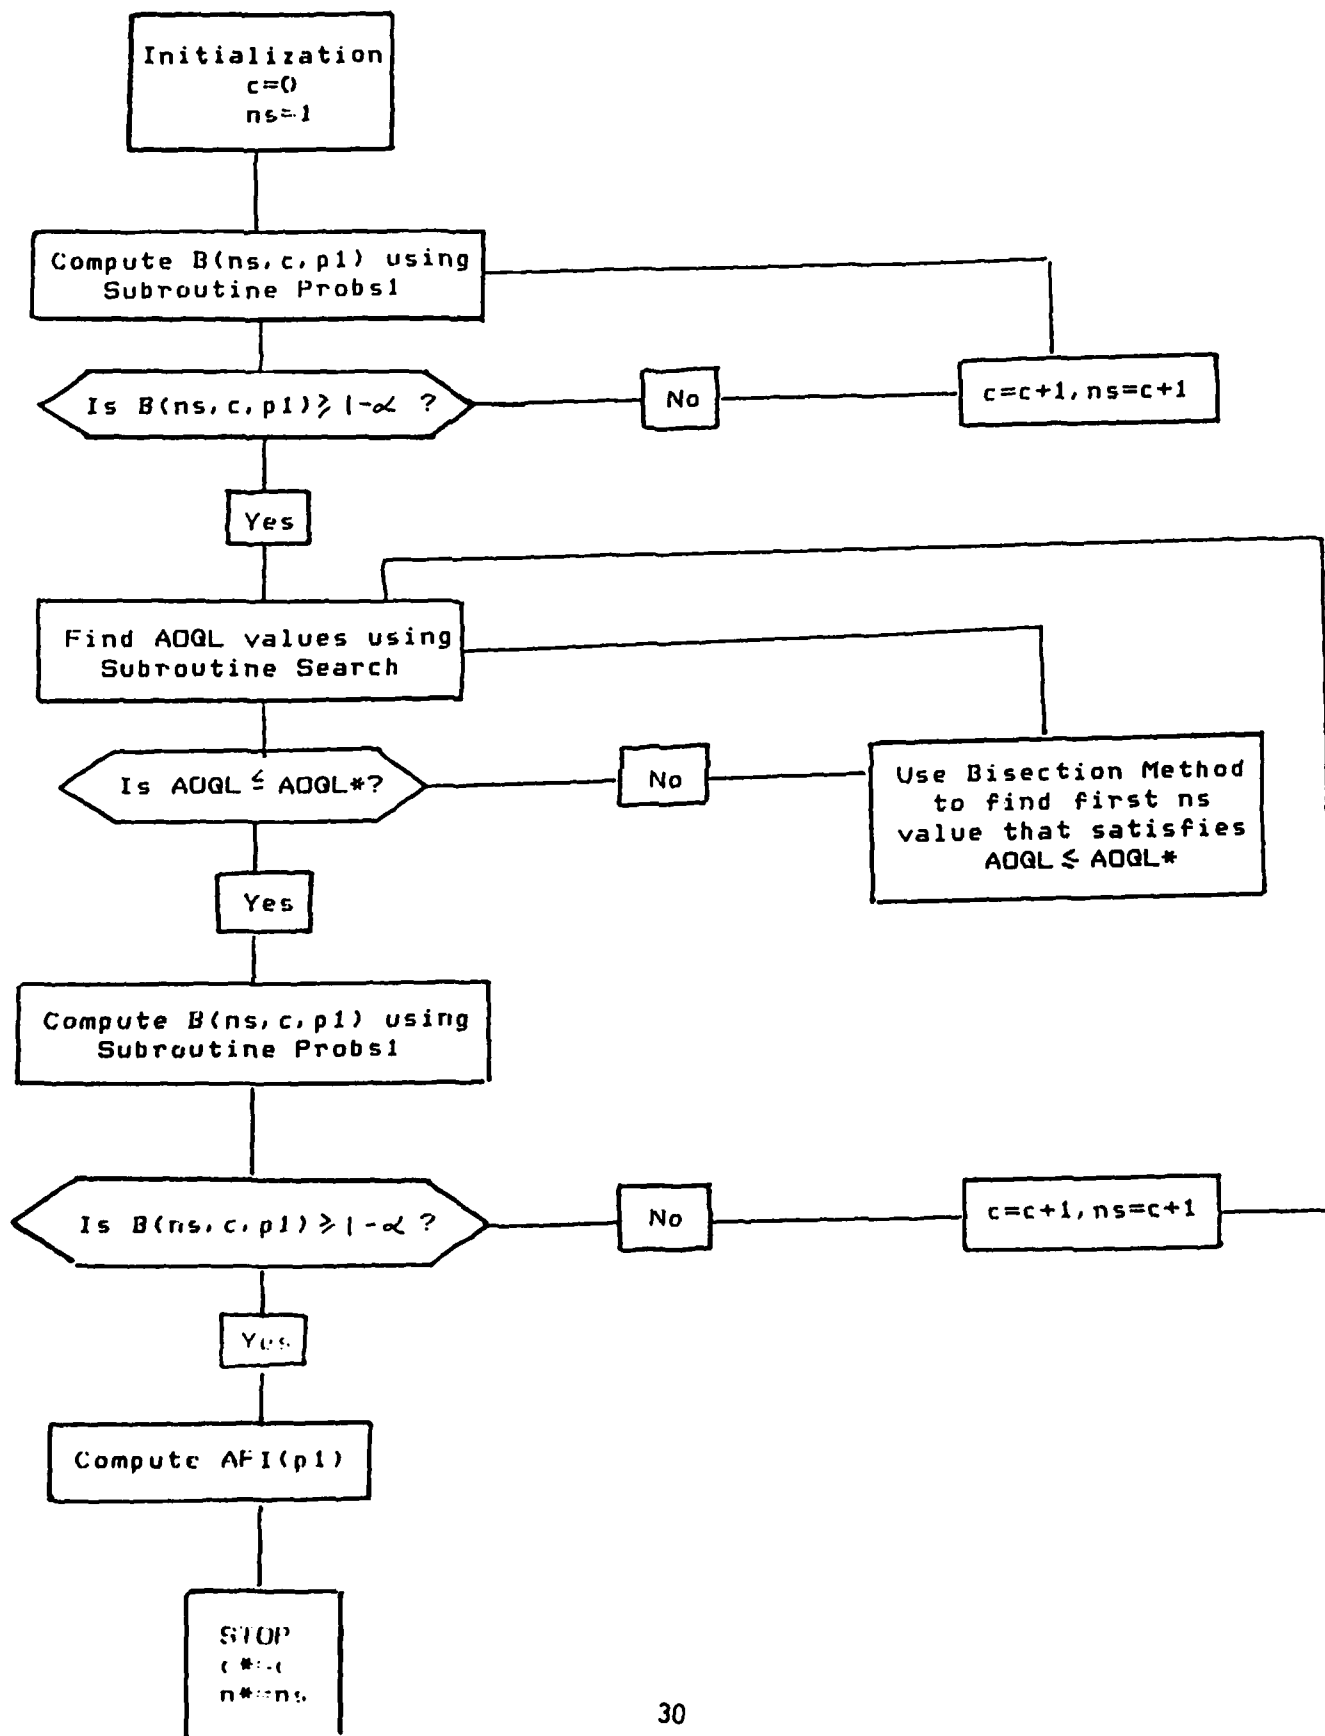 Initialization
c=0
ns=1
Compute B(ns,c,p1) using
Subroutine Probs1
Is B(ns,c,p1) ⩾ 1-α ?
No
c=c+1, ns=c+1
Yes
Find AOQL values using
Subroutine Search
Is AOQL ≤ AOQL*?
No
Use Bisection Method
to find first ns
value that satisfies
AOQL ≤ AOQL*
Yes
Compute B(ns,c,p1) using
Subroutine Probs1
Is B(ns,c,p1) ⩾ 1-α ?
No
c=c+1, ns=c+1
Yes
Compute AFI(p1)
STOP
c*=c
n*=ns
30